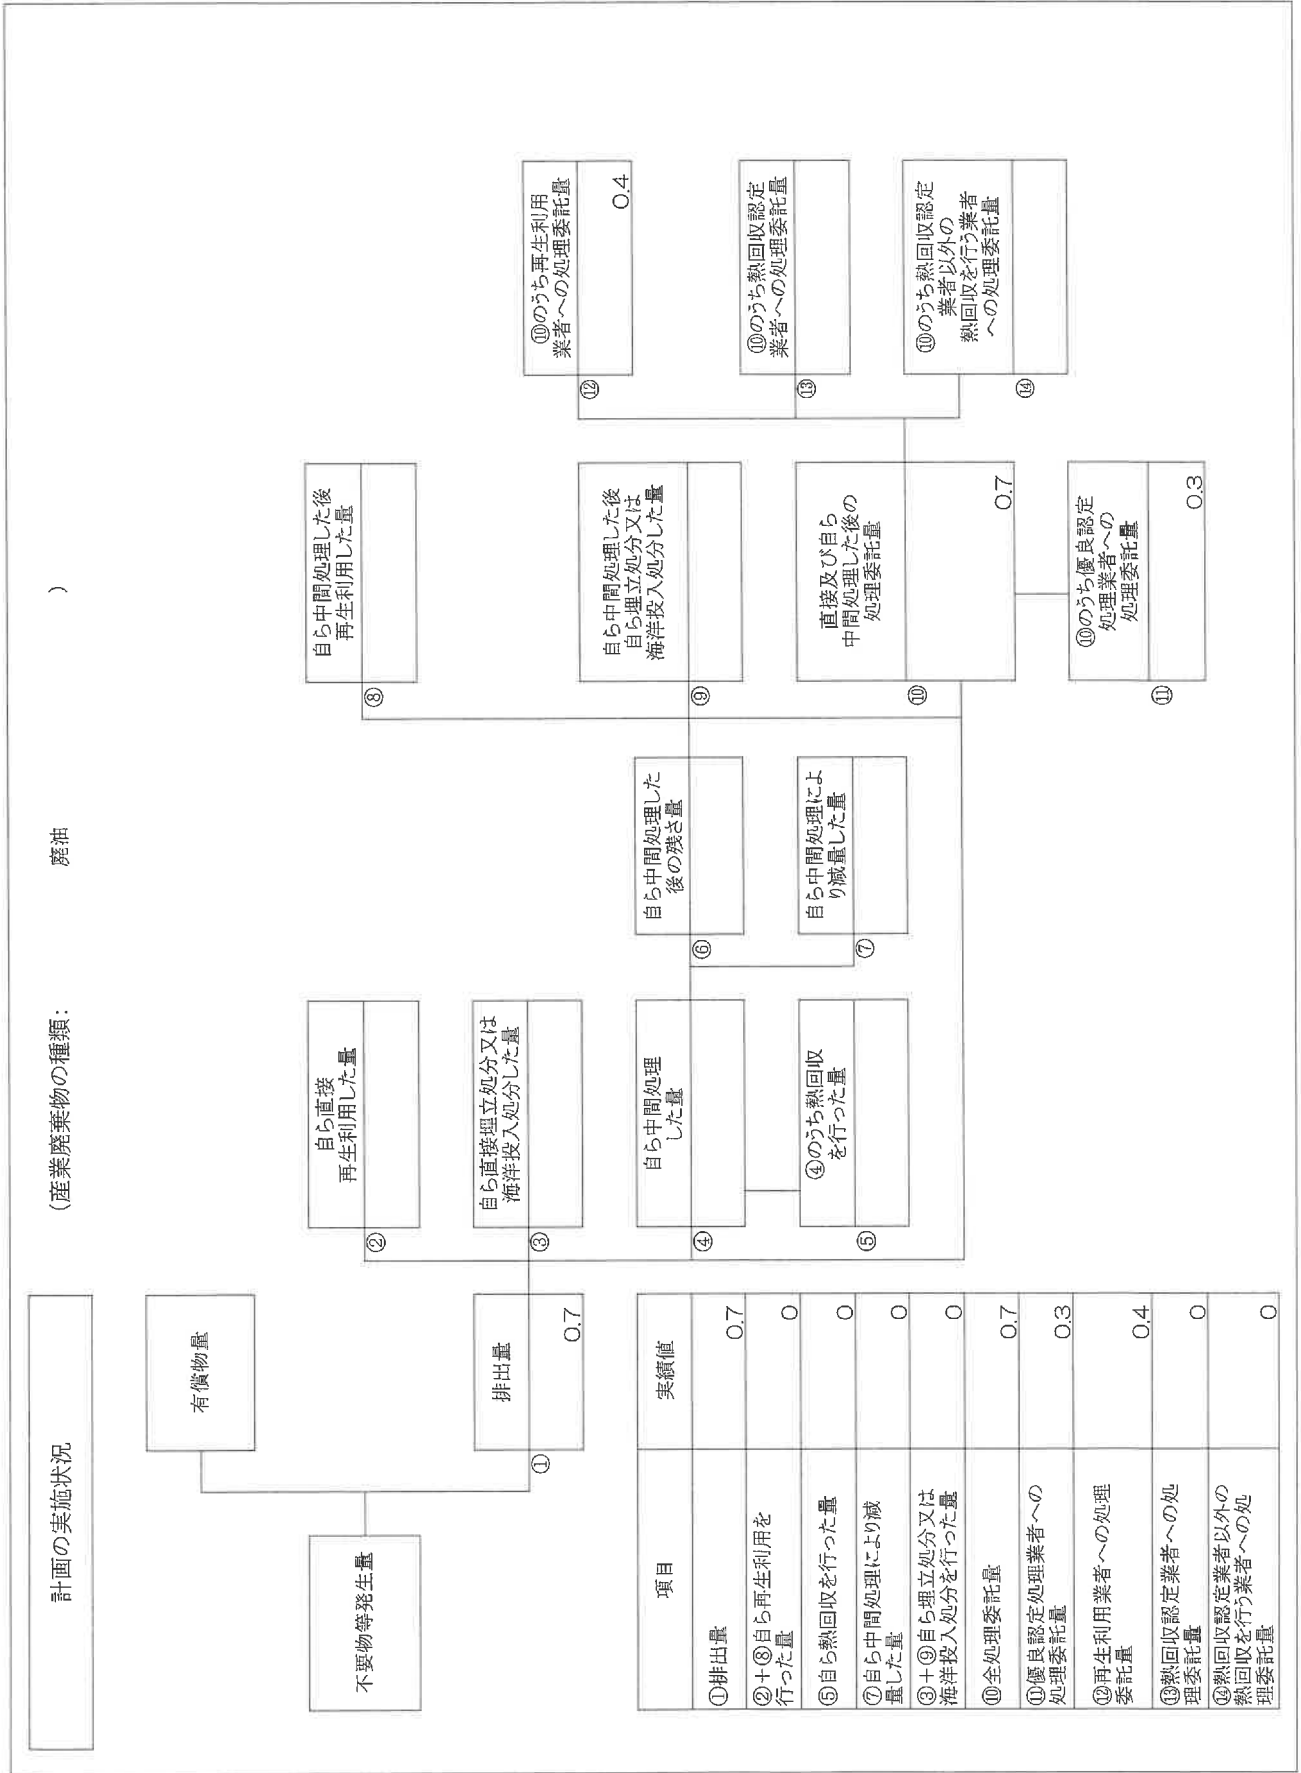 計画の実施状況
（産業廃棄物の種類：
廃油
）
不要物等発生量
有償物量
排出量
①
0.7
自ら直接
再生利用した量
②
自ら直接埋立処分又は
海洋投入処分した量
③
自ら中間処理
した量
④
④のうち熱回収
を行った量
⑤
自ら中間処理した
後の残さ量
⑥
自ら中間処理によ
り減量した量
⑦
自ら中間処理した後
再生利用した量
⑧
自ら中間処理した後
自ら埋立処分又は
海洋投入処分した量
⑨
直接及び自ら
中間処理した後の
処理委託量
⑩
0.7
⑩のうち優良認定
処理業者への
処理委託量
⑪
0.3
⑩のうち再生利用
業者への処理委託量
⑫
0.4
⑩のうち熱回収認定
業者への処理委託量
⑬
⑩のうち熱回収認定
業者以外の
熱回収を行う業者
への処理委託量
⑭
項目
実績値
①排出量
0.7
②＋⑧自ら再生利用を
行った量
0
⑤自ら熱回収を行った量
0
⑦自ら中間処理により減
量した量
0
③＋⑨自ら埋立処分又は
海洋投入処分を行った量
0
⑩全処理委託量
0.7
⑪優良認定処理業者への
処理委託量
0.3
⑫再生利用業者への処理
委託量
0.4
⑬熱回収認定業者への処
理委託量
0
⑭熱回収認定業者以外の
熱回収を行う業者への処
理委託量
0